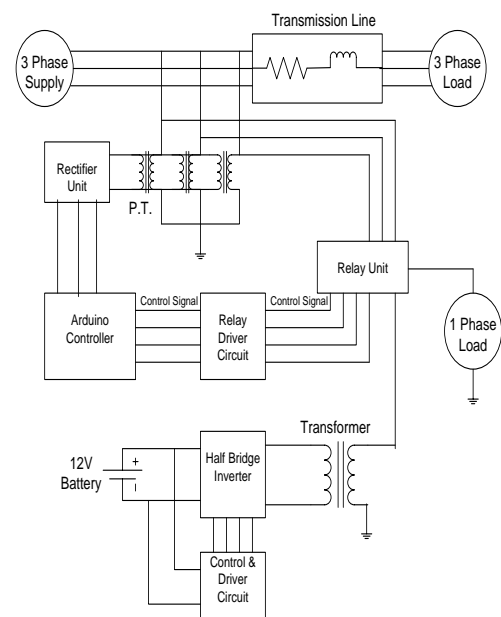 Transmission Line
3 Phase
Supply
3 Phase
Load
Rectifier
Unit
P.T.
Relay Unit
Control Signal
Control Signal
Arduino
Controller
Relay
Driver
Circuit
1 Phase
Load
Transformer
12V
Battery
+
-
Half Bridge
Inverter
Control &
Driver
Circuit